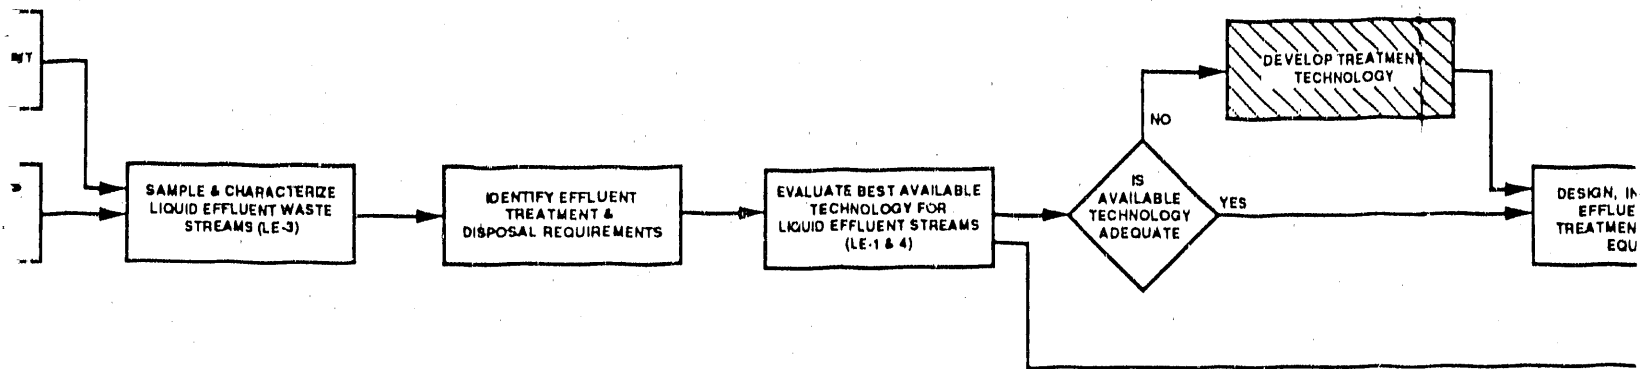 DEVELOP TREATMENT
TECHNOLOGY
NO
SAMPLE & CHARACTERIZE
LIQUID EFFLUENT WASTE
STREAMS (LE-3)
IDENTIFY EFFLUENT
TREATMENT &
DISPOSAL REQUIREMENTS
EVALUATE BEST AVAILABLE
TECHNOLOGY FOR
LIQUID EFFLUENT STREAMS
(LE-1 & 4)
IS
AVAILABLE
TECHNOLOGY
ADEQUATE
YES
DESIGN, IN
EFFLUE
TREATMEN
EQU